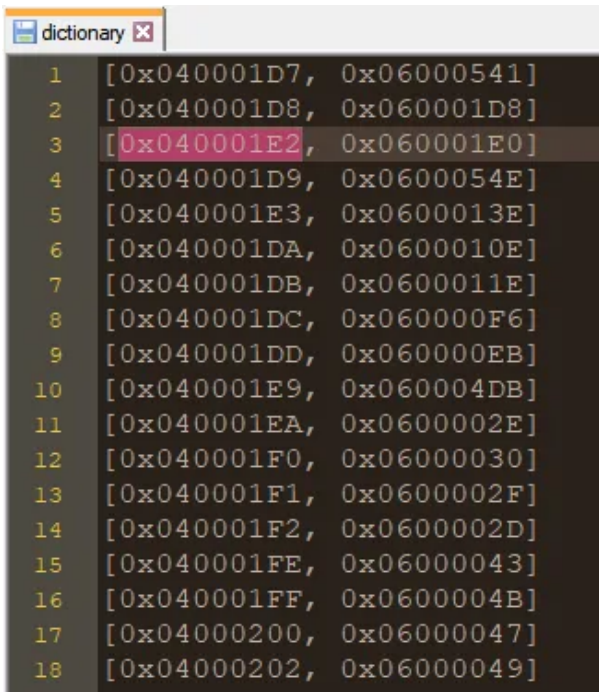 dictionary
1 [0x040001D7, 0x06000541]
2 [0x040001D8, 0x060001D8]
3 [0x040001E2, 0x060001E0]
4 [0x040001D9, 0x0600054E]
5 [0x040001E3, 0x0600013E]
6 [0x040001DA, 0x0600010E]
7 [0x040001DB, 0x0600011E]
8 [0x040001DC, 0x060000F6]
9 [0x040001DD, 0x060000EB]
10 [0x040001E9, 0x060004DB]
11 [0x040001EA, 0x0600002E]
12 [0x040001F0, 0x06000030]
13 [0x040001F1, 0x0600002F]
14 [0x040001F2, 0x0600002D]
15 [0x040001FE, 0x06000043]
16 [0x040001FF, 0x0600004B]
17 [0x04000200, 0x06000047]
18 [0x04000202, 0x06000049]